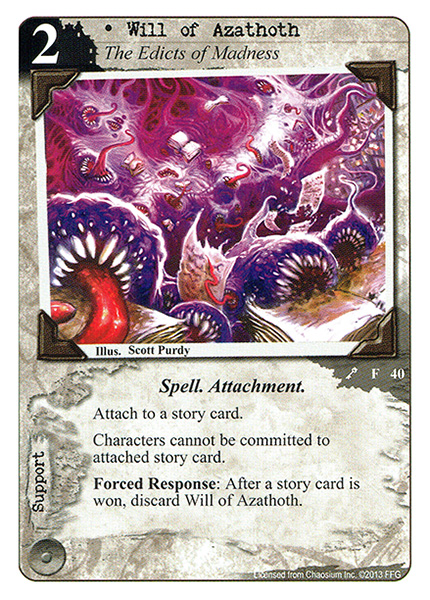 2
• Will of Azathoth
The Edicts of Madness
Illus. Scott Purdy
F 40
Spell. Attachment.
Attach to a story card.
Characters cannot be committed to
attached story card.
Forced Response: After a story card is
won, discard Will of Azathoth.
Support
Licensed from Chaosium Inc. ©2013 FFG